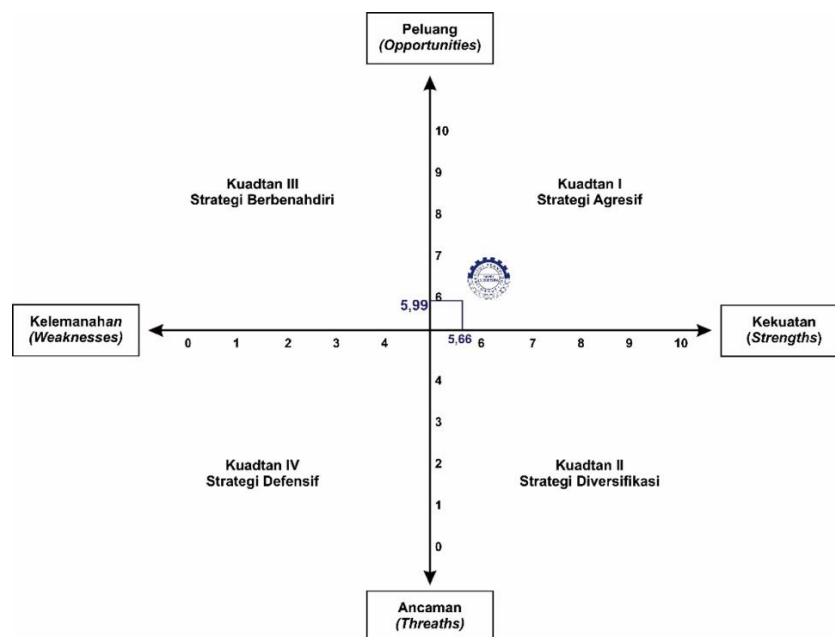 Peluang
(Opportunities)
10
9
8
7
6
Kuadtan III
Strategi Berbenahdiri
Kuadtan I
Strategi Agresif
5,99
5,66
Kelemanahan
(Weaknesses)
Kekuatan
(Strengths)
0 1 2 3 4 6 7 8 9 10
4
3
2
1
0
Kuadtan IV
Strategi Defensif
Kuadtan II
Strategi Diversifikasi
Ancaman
(Threaths)